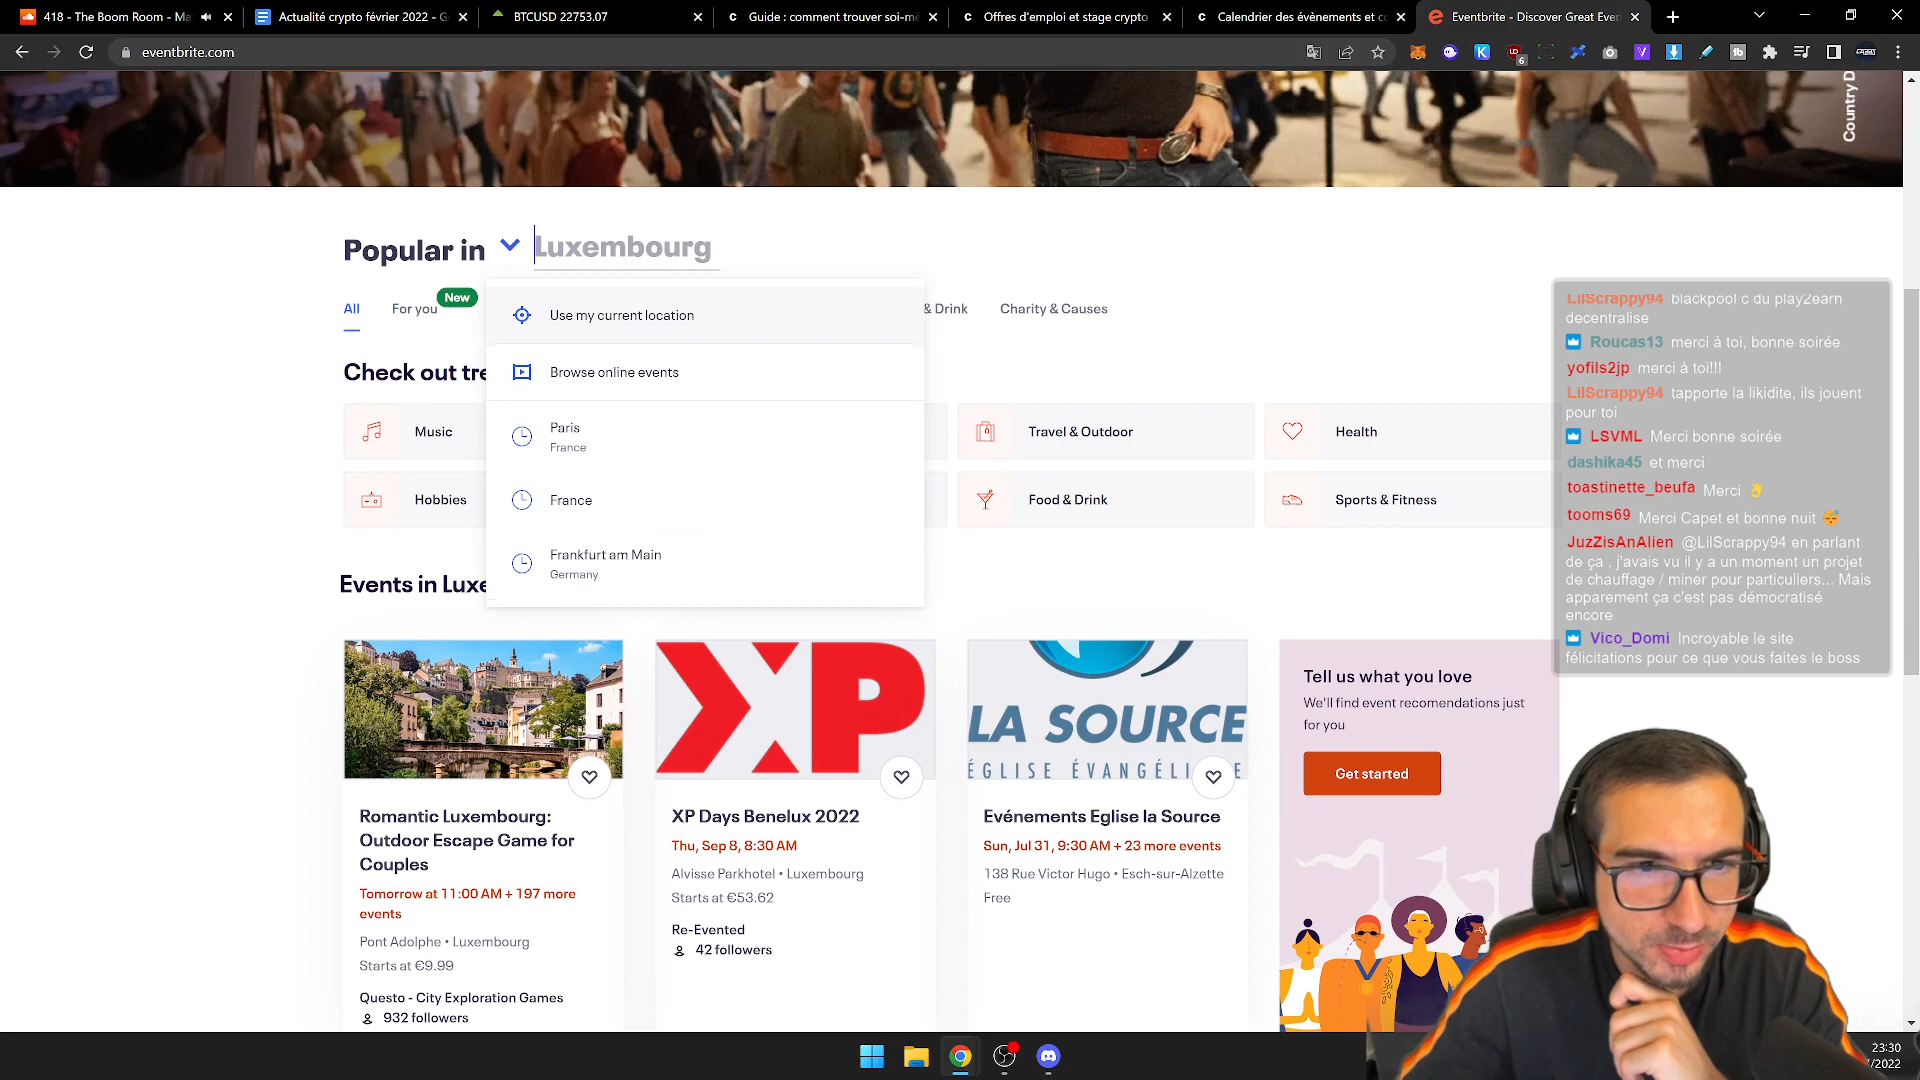 418 - The Boom Room - Ma
Actualité crypto février 2022 - G
BTCUSD 22753.07
Guide : comment trouver soi-mê
Offres d'emploi et stage crypto
Calendrier des évènements et co
Eventbrite - Discover Great Even
eventbrite.com
6
Country D
Popular in Luxembourg
All
For you
New
& Drink
Charity & Causes
Use my current location
Browse online events
Paris
France
France
Frankfurt am Main
Germany
Check out tre
Music
Travel & Outdoor
Health
Hobbies
Food & Drink
Sports & Fitness
Events in Luxe
XP
LA SOURCE
ÉGLISE ÉVANGÉLI
Romantic Luxembourg:
Outdoor Escape Game for
Couples
Tomorrow at 11:00 AM + 197 more
events
Pont Adolphe • Luxembourg
Starts at €9.99
Questo - City Exploration Games
932 followers
XP Days Benelux 2022
Thu, Sep 8, 8:30 AM
Alvisse Parkhotel • Luxembourg
Starts at €53.62
Re-Evented
42 followers
Evénements Eglise la Source
Sun, Jul 31, 9:30 AM + 23 more events
138 Rue Victor Hugo • Esch-sur-Alzette
Free
Tell us what you love
We'll find event recomendations just
for you
Get started
LilScrappy94 blackpool c du play2earn
decentralise
Roucas13 merci à toi, bonne soirée
yofils2jp merci à toi!!!
LilScrappy94 tapporte la likidite, ils jouent
pour toi
LSVML Merci bonne soirée
dashika45 et merci
toastinette_beufa Merci 👌
tooms69 Merci Capet et bonne nuit 😴
JuzZisAnAlien @LilScrappy94 en parlant
de ça , j'avais vu il y a un moment un projet
de chauffage / miner pour particuliers... Mais
apparement ça c'est pas démocratisé
encore
Vico_Domi Incroyable le site
félicitations pour ce que vous faites le boss
23:30
/2022